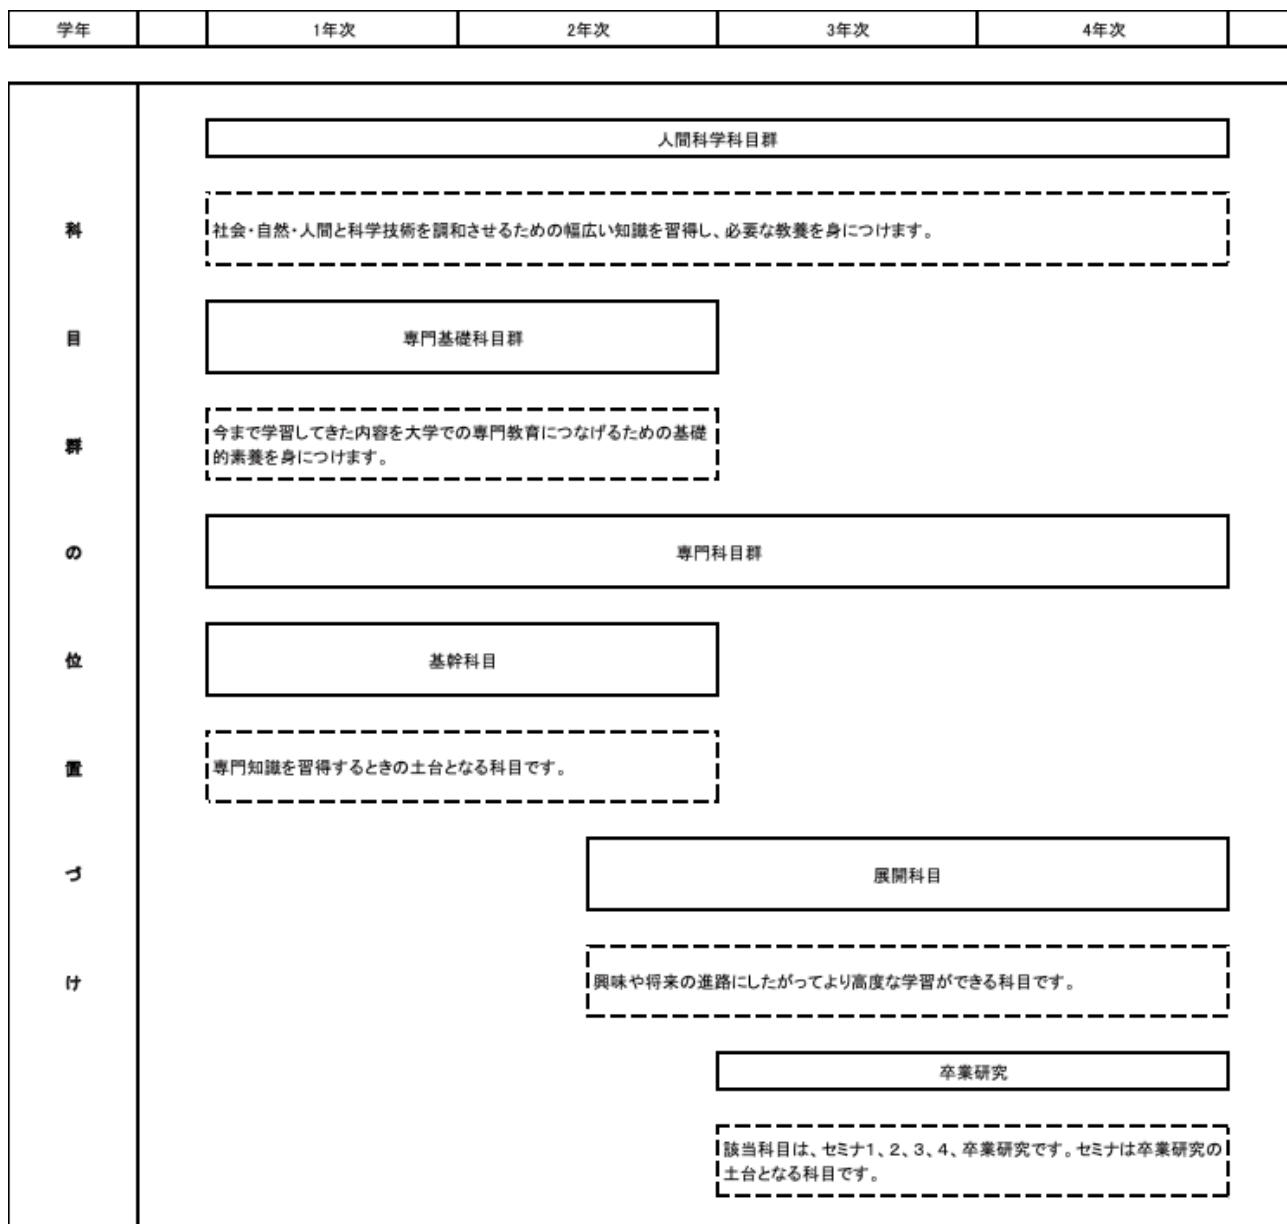 学年 1年次 2年次 3年次 4年次
人間科学科目群
科 社会・自然・人間と科学技術を調和させるための幅広い知識を習得し、必要な教養を身につけます。
目 専門基礎科目群
群 今まで学習してきた内容を大学での専門教育につなげるための基礎
的素養を身につけます。
の 専門科目群
位 基幹科目
置 専門知識を習得するときの土台となる科目です。
づ 展開科目
け 興味や将来の進路にしたがってより高度な学習ができる科目です。
卒業研究
該当科目は、セミナ1、2、3、4、卒業研究です。セミナは卒業研究の
土台となる科目です。